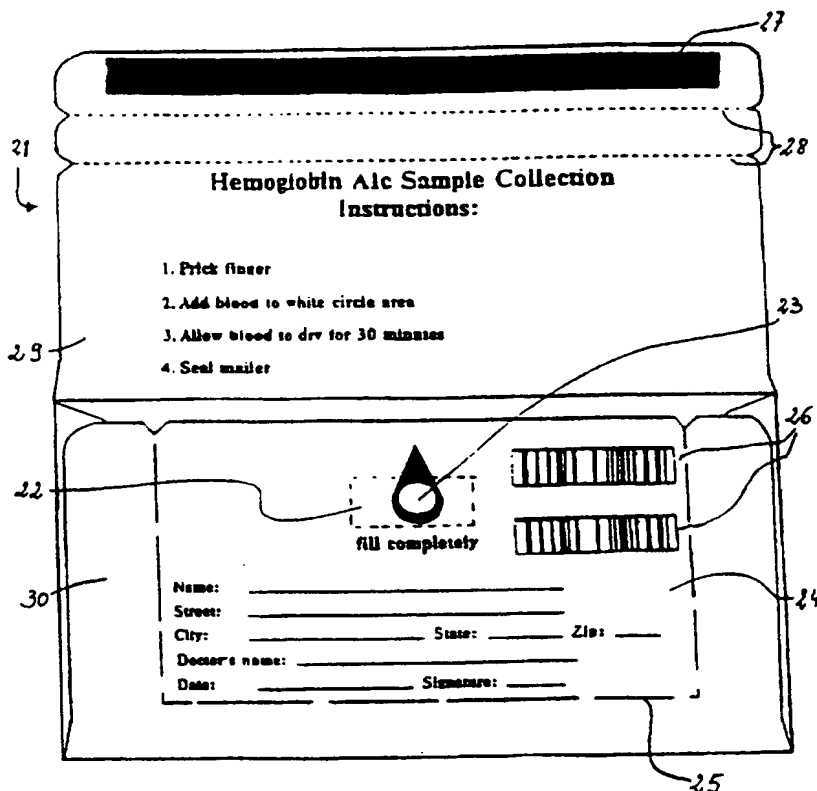 27
28
21
Hemoglobin A1c Sample Collection
Instructions:
1. Prick finger
2. Add blood to white circle area
3. Allow blood to dry for 30 minutes
4. Seal mailer
23
29
26
22
fill completely
30
24
Name:
Street:
City: State: Zip:
Doctor's name:
Date: Signature:
25